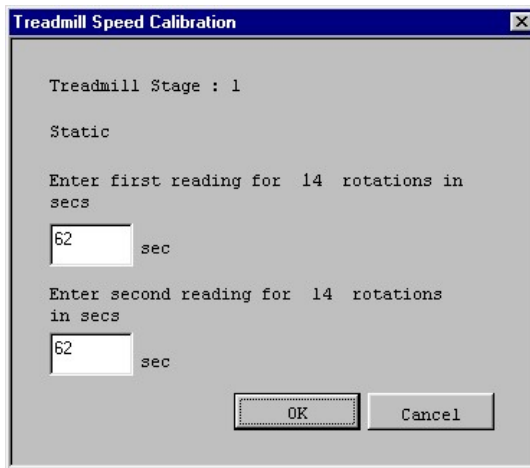 Treadmill Speed Calibration
Treadmill Stage : 1
Static
Enter first reading for 14 rotations in
secs
62 sec
Enter second reading for 14 rotations
in secs
62 sec
OK Cancel